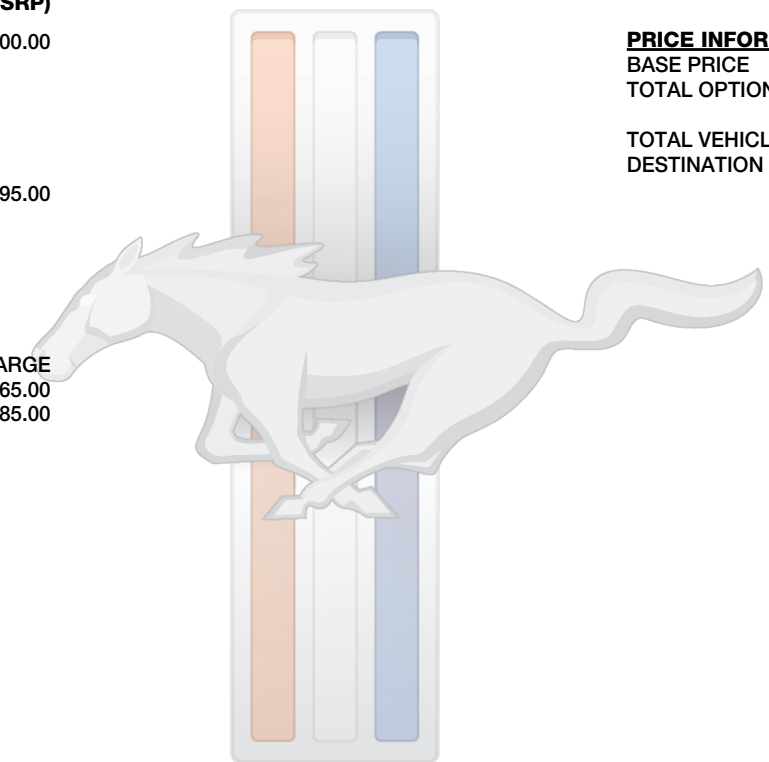 SRP)
00.00
95.00
ARGE
65.00
85.00
PRICE INFOR
BASE PRICE
TOTAL OPTION
TOTAL VEHICL
DESTINATION